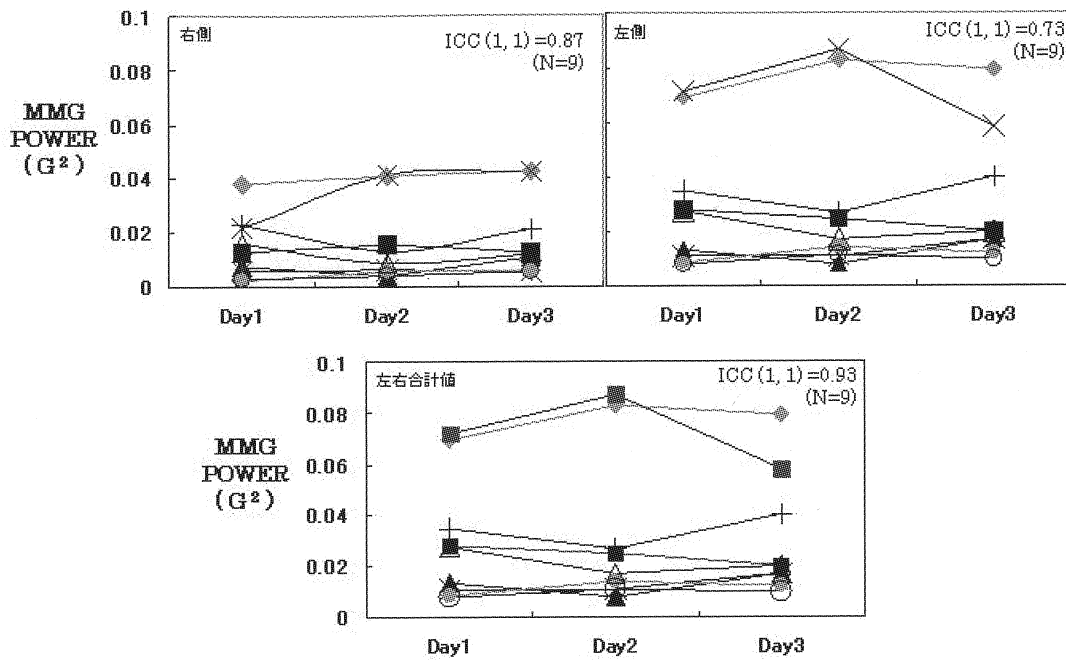 0.1
0.08
0.06
0.04
0.02
0
MMG
POWER
(G²)
右側
ICC(1,1)=0.87
(N=9)
Day1 Day2 Day3
左側
ICC(1,1)=0.73
(N=9)
Day1 Day2 Day3
0.1
0.08
0.06
0.04
0.02
0
MMG
POWER
(G²)
左右合計値
ICC(1,1)=0.93
(N=9)
Day1 Day2 Day3